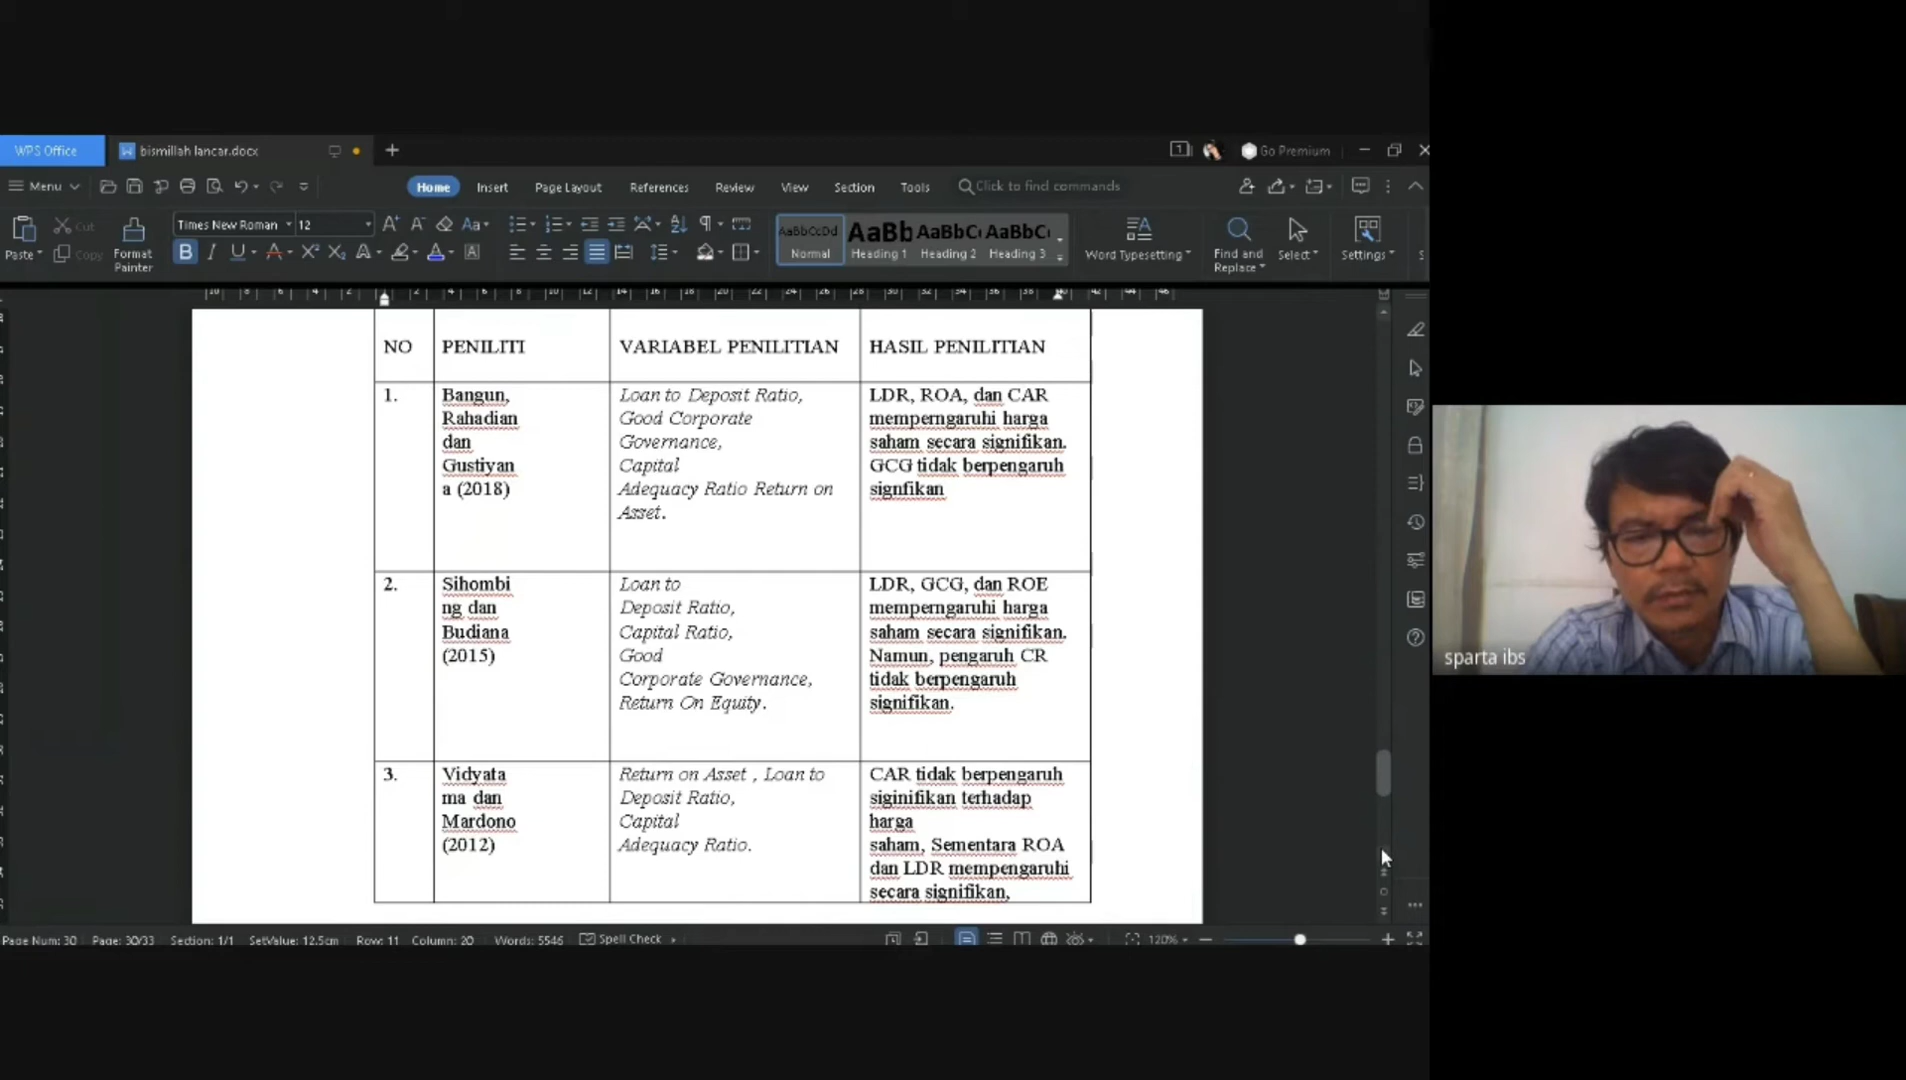 WPS Office
bismillah lancar.docx
Go Premium
Menu
Home
Insert
Page Layout
References
Review
View
Section
Tools
Click to find commands
Paste
Cut
Copy
Format
Painter
Times New Roman
12
AaBbCcDd
Normal
AaBb
Heading 1
AaBbC
Heading 2
AaBbC
Heading 3
Word Typesetting
Find and
Replace
Select
Settings
NO
PENILITI
VARIABEL PENILITIAN
HASIL PENILITIAN
1.
Bangun,
Rahadian
dan
Gustiyan
a (2018)
Loan to Deposit Ratio,
Good Corporate
Governance,
Capital
Adequacy Ratio Return on
Asset.
LDR, ROA, dan CAR
memperngaruhi harga
saham secara signifikan.
GCG tidak berpengaruh
signfikan
2.
Sihombi
ng dan
Budiana
(2015)
Loan to
Deposit Ratio,
Capital Ratio,
Good
Corporate Governance,
Return On Equity.
LDR, GCG, dan ROE
memperngaruhi harga
saham secara signifikan.
Namun, pengaruh CR
tidak berpengaruh
signifikan.
3.
Vidyata
ma dan
Mardono
(2012)
Return on Asset , Loan to
Deposit Ratio,
Capital
Adequacy Ratio.
CAR tidak berpengaruh
siginifikan terhadap
harga
saham, Sementara ROA
dan LDR mempengaruhi
secara signifikan,
sparta ibs
Page Num: 30
Page: 30/33
Section: 1/1
SetValue: 12.5cm
Row: 11
Column: 20
Words: 5546
Spell Check
120%